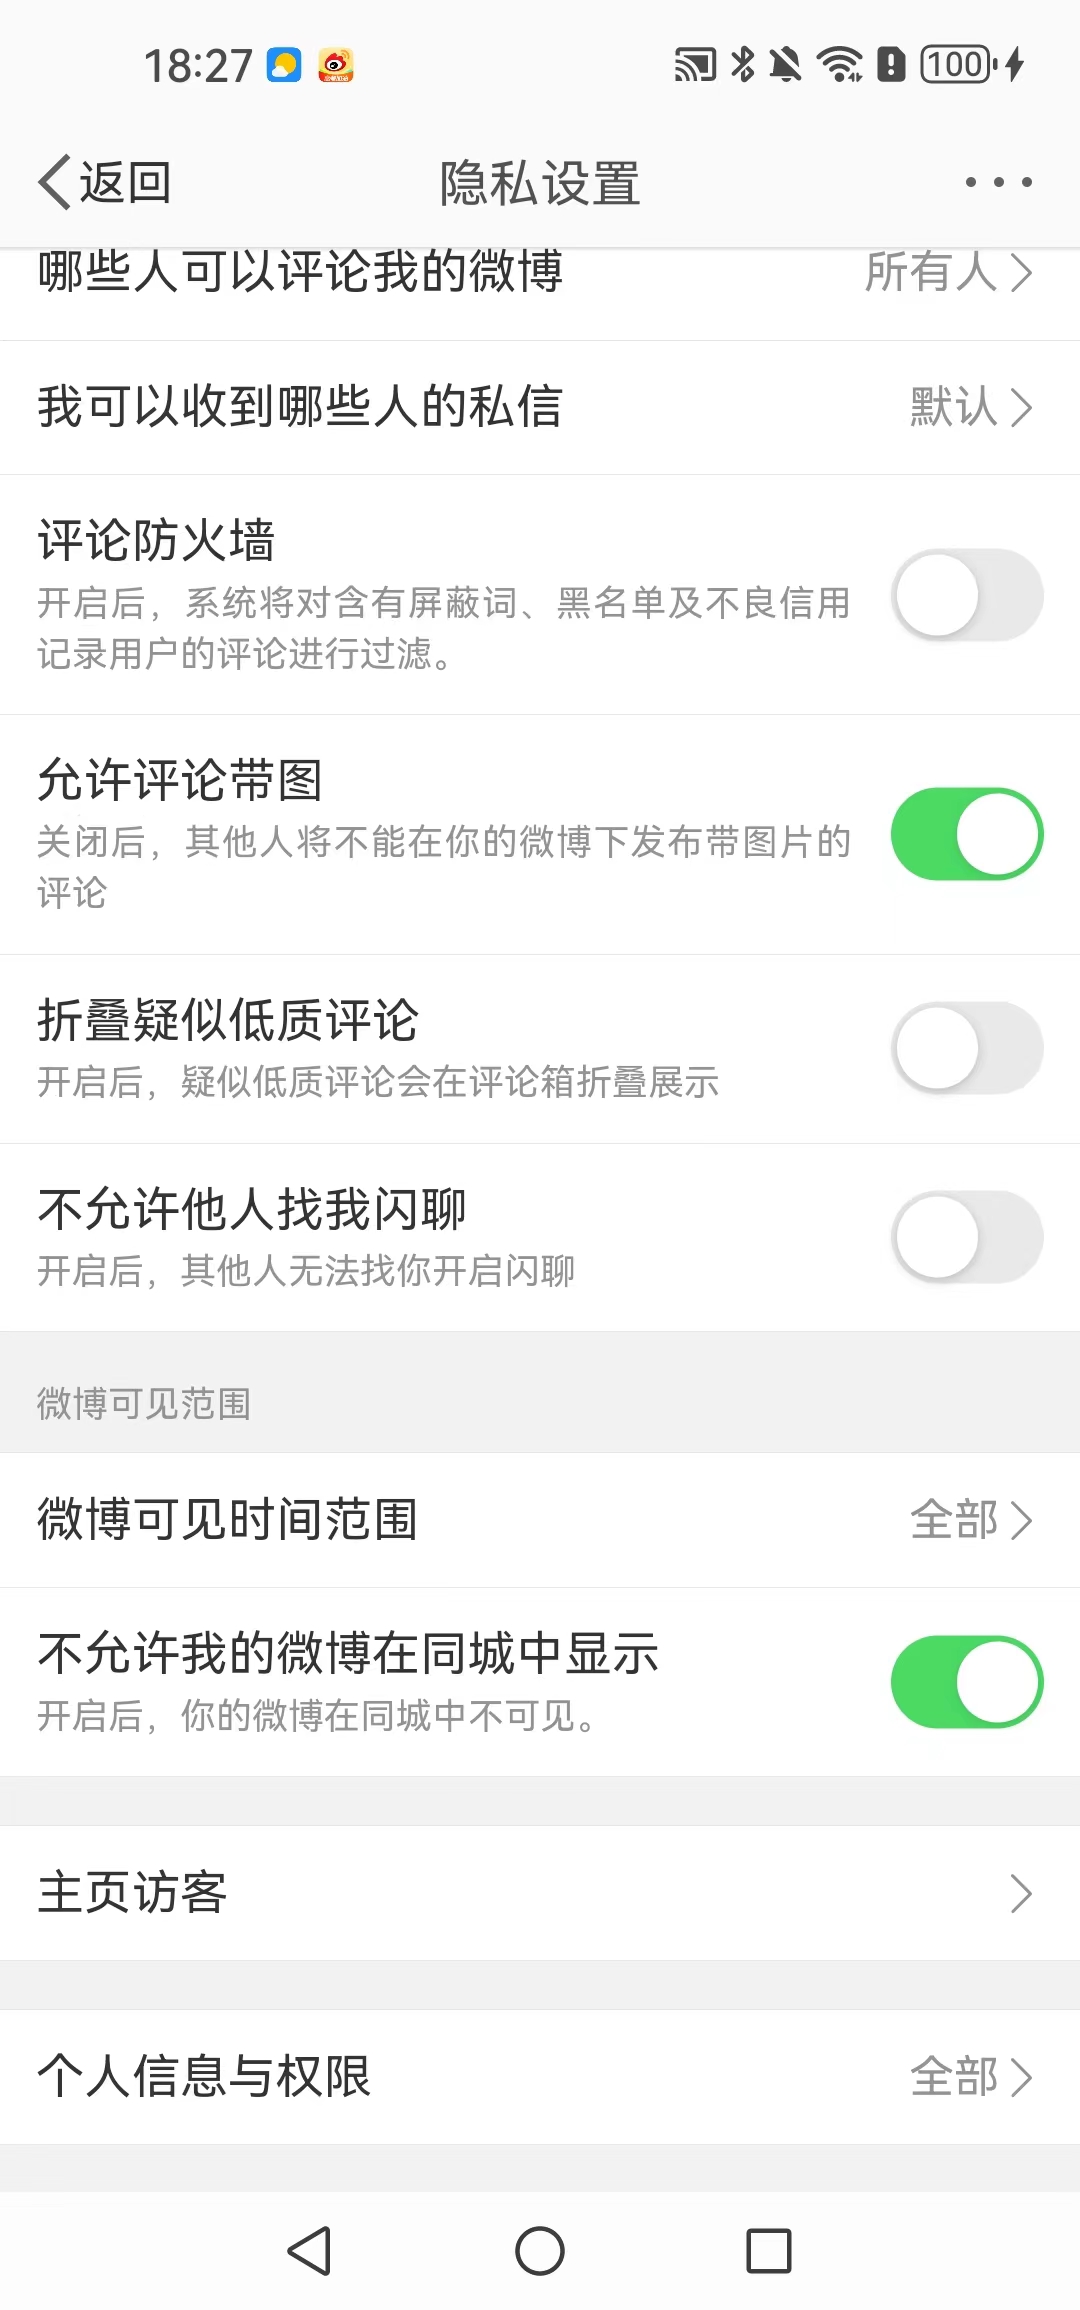 18:27
100
返回
隐私设置
哪些人可以评论我的微博
所有人
我可以收到哪些人的私信
默认
评论防火墙
开启后，系统将对含有屏蔽词、黑名单及不良信用
记录用户的评论进行过滤。
允许评论带图
关闭后，其他人将不能在你的微博下发布带图片的
评论
折叠疑似低质评论
开启后，疑似低质评论会在评论箱折叠展示
不允许他人找我闪聊
开启后，其他人无法找你开启闪聊
微博可见范围
微博可见时间范围
全部
不允许我的微博在同城中显示
开启后，你的微博在同城中不可见。
主页访客
个人信息与权限
全部